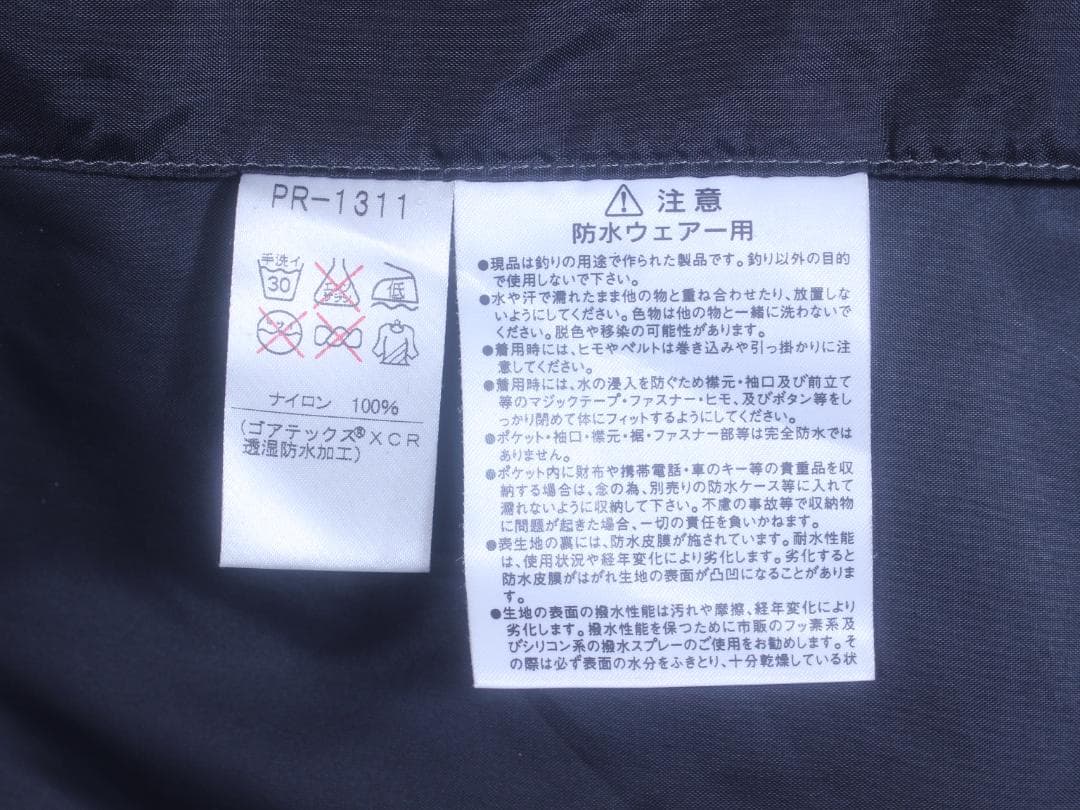 PR-1311
手洗イ
30
エンソ
サラシ
低
ナイロン 100%
(ゴアテックス®XCR
透湿防水加工)
⚠ 注意
防水ウェアー用
●現品は釣りの用途で作られた製品です。釣り以外の目的
で使用しないで下さい。
●水や汗で濡れたまま他の物と重ね合わせたり、放置しな
いようにしてください。色物は他の物と一緒に洗わないで
ください。脱色や移染の可能性があります。
●着用時には、ヒモやベルトは巻き込みや引っ掛かりに注
意してください。
●着用時には、水の浸入を防ぐため襟元・袖口及び前立て
等のマジックテープ・ファスナー・ヒモ、及びボタン等をし
っかり閉めて体にフィットするようにしてください。
●ポケット・袖口・襟元・裾・ファスナー部等は完全防水では
ありません。
●ポケット内に財布や携帯電話・車のキー等の貴重品を収
納する場合は、念の為、別売りの防水ケース等に入れて
濡れないように収納して下さい。不慮の事故等で収納物
に問題が起きた場合、一切の責任を負いかねます。
●表生地の裏には、防水皮膜が施されています。耐水性能
は、使用状況や経年変化により劣化します。劣化すると
防水皮膜がはがれ生地の表面が凸凹になることがありま
す。
●生地の表面の撥水性能は汚れや摩擦、経年変化により
劣化します。撥水性能を保つために市販のフッ素系及
びシリコン系の撥水スプレーのご使用をお勧めします。そ
の際は必ず表面の水分をふきとり、十分乾燥している状